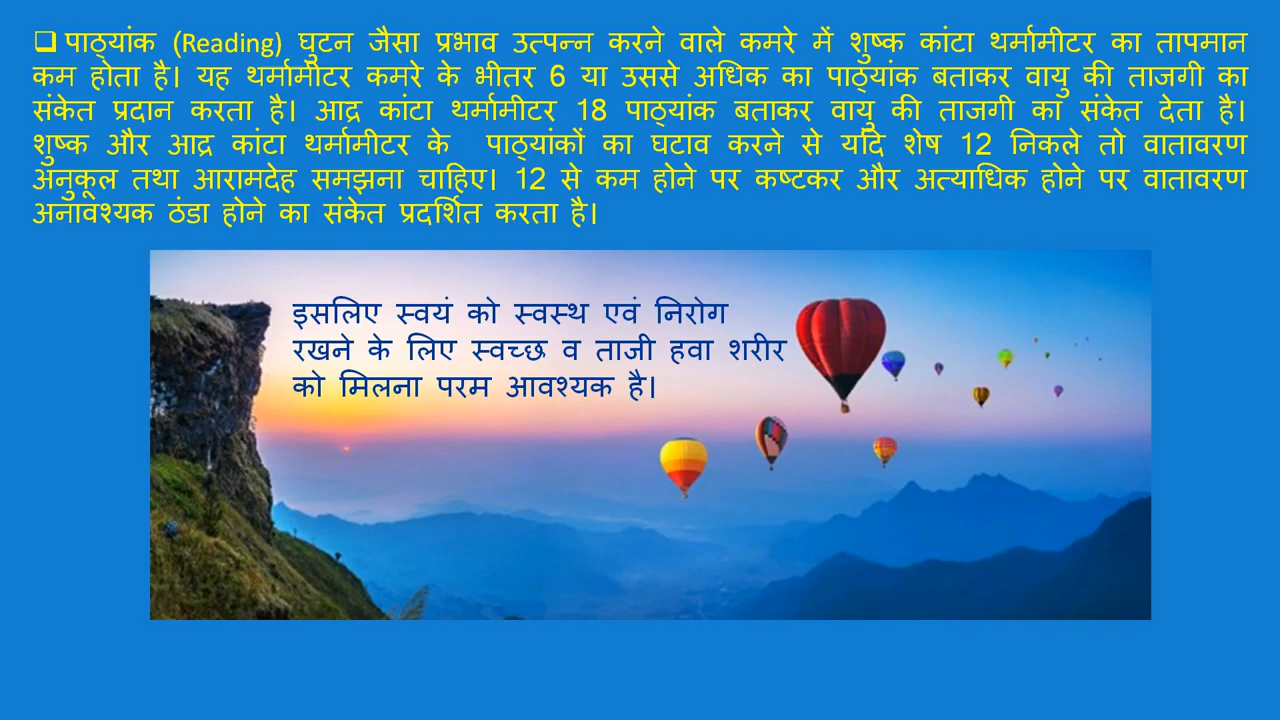 ❑ पाठ्यांक (Reading) घुटन जैसा प्रभाव उत्पन्न करने वाले कमरे में शुष्क कांटा थर्मामीटर का तापमान
कम होता है। यह थर्मामीटर कमरे के भीतर 6 या उससे अधिक का पाठ्यांक बताकर वायु की ताजगी का
संकेत प्रदान करता है। आद्र कांटा थर्मामीटर 18 पाठ्यांक बताकर वायु की ताजगी का संकेत देता है।
शुष्क और आद्र कांटा थर्मामीटर के पाठ्यांकों का घटाव करने से यदि शेष 12 निकले तो वातावरण
अनुकूल तथा आरामदेह समझना चाहिए। 12 से कम होने पर कष्टकर और अत्याधिक होने पर वातावरण
अनावश्यक ठंडा होने का संकेत प्रदर्शित करता है।
इसलिए स्वयं को स्वस्थ एवं निरोग
रखने के लिए स्वच्छ व ताजी हवा शरीर
को मिलना परम आवश्यक है।